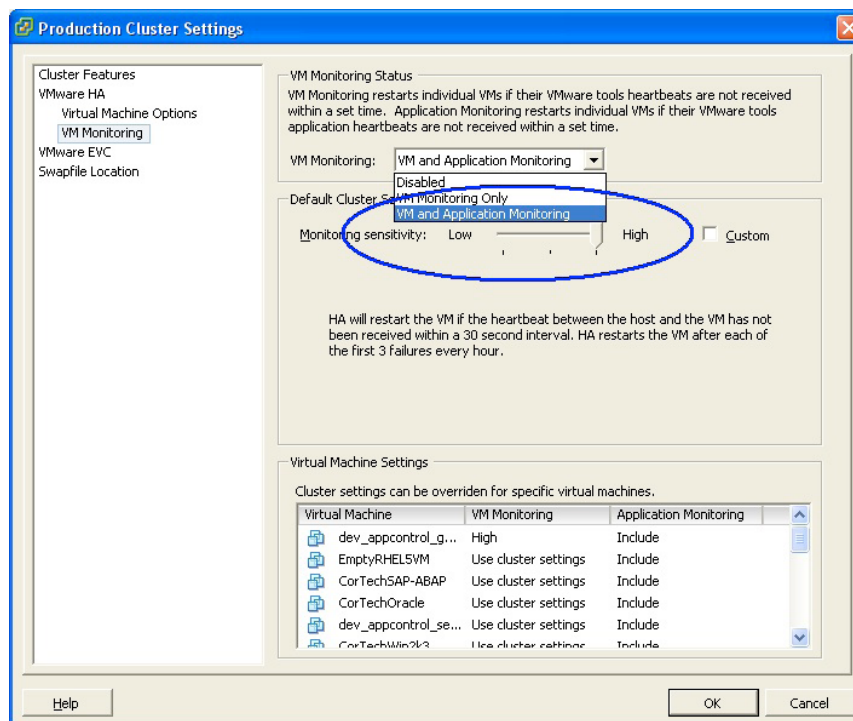 Production Cluster Settings
Cluster Features
VMware HA
Virtual Machine Options
VM Monitoring
VMware EVC
Swapfile Location
VM Monitoring Status
VM Monitoring restarts individual VMs if their VMware tools heartbeats are not received
within a set time. Application Monitoring restarts individual VMs if their VMware tools
application heartbeats are not received within a set time.
VM Monitoring: VM and Application Monitoring
Disabled
VM Monitoring Only
VM and Application Monitoring
Default Cluster Se
Monitoring sensitivity: Low High Custom
HA will restart the VM if the heartbeat between the host and the VM has not
been received within a 30 second interval. HA restarts the VM after each of
the first 3 failures every hour.
Virtual Machine Settings
Cluster settings can be overriden for specific virtual machines.
Virtual Machine VM Monitoring Application Monitoring
dev_appcontrol_g... High Include
EmptyRHEL5VM Use cluster settings Include
CorTechSAP-ABAP Use cluster settings Include
CorTechOracle Use cluster settings Include
dev_appcontrol_se... Use cluster settings Include
CorTechWin2k3 Use cluster settings Include
Help OK Cancel